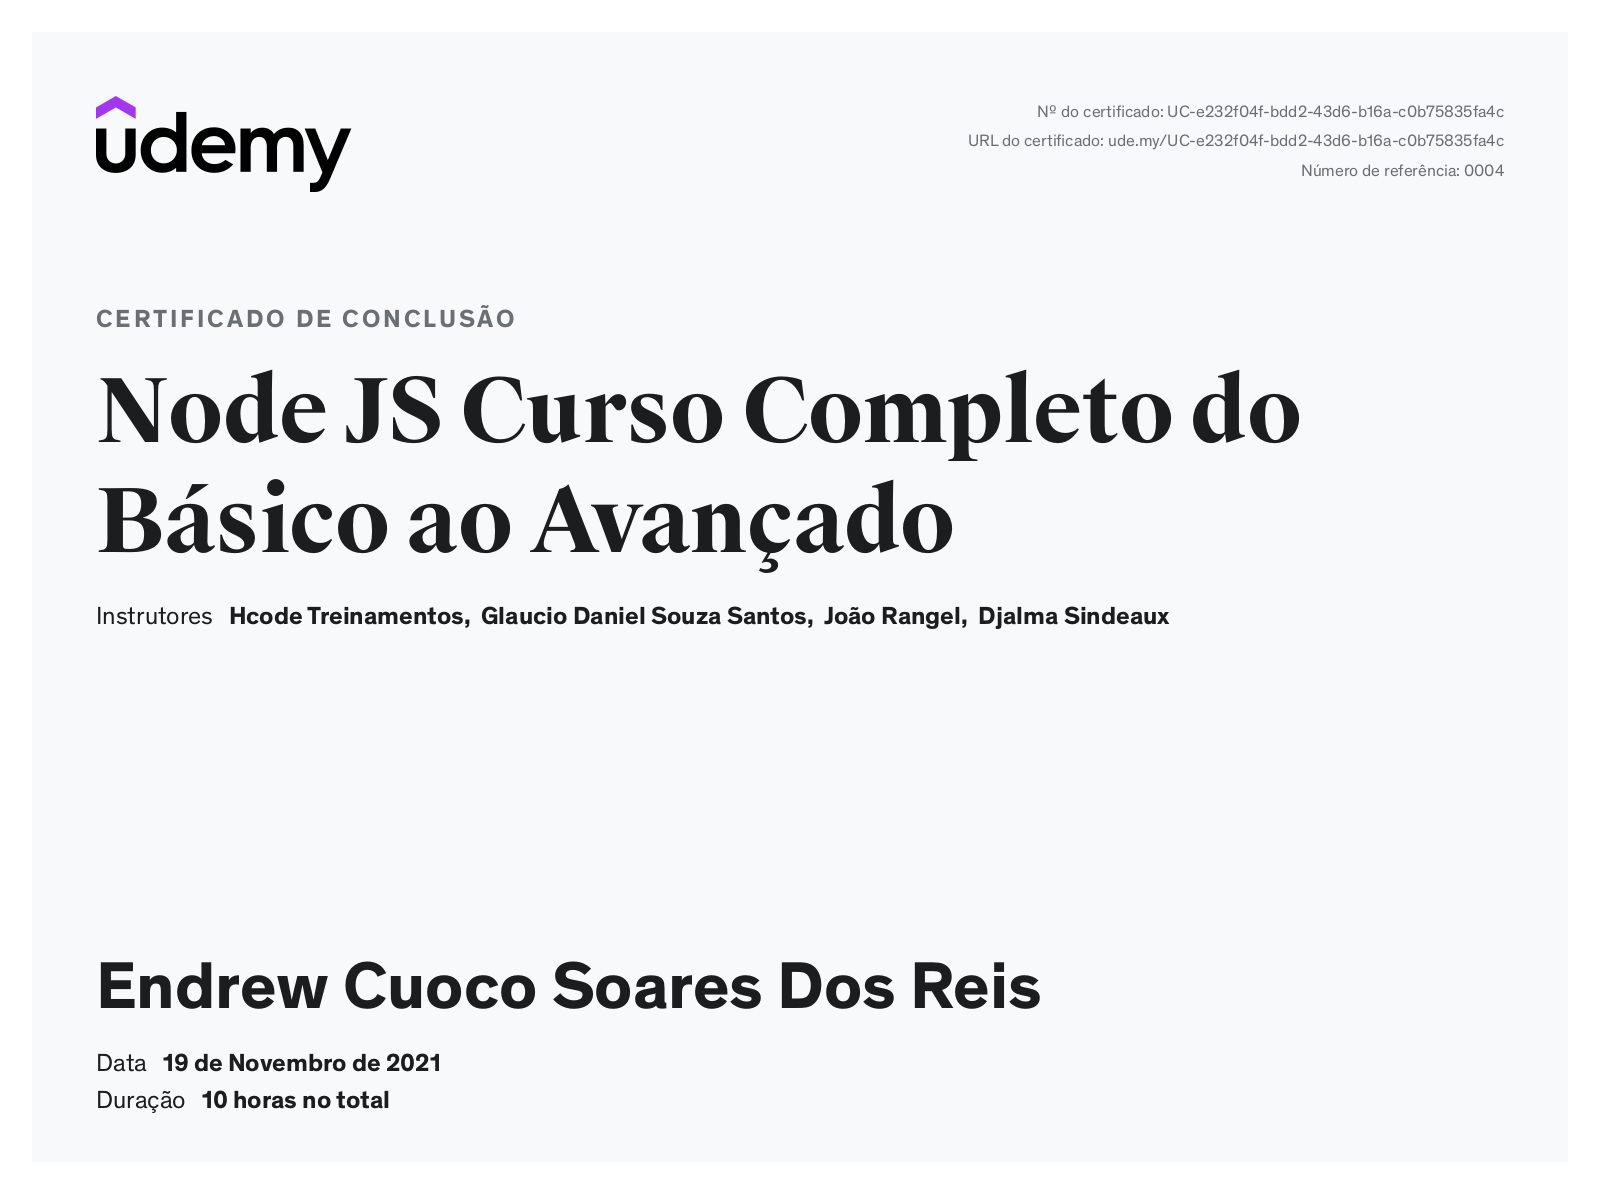 udemy
Nº do certificado: UC-e232f04f-bdd2-43d6-b16a-c0b75835fa4c
URL do certificado: ude.my/UC-e232f04f-bdd2-43d6-b16a-c0b75835fa4c
Número de referência: 0004
CERTIFICADO DE CONCLUSÃO
Node JS Curso Completo do
Básico ao Avançado
Instrutores Hcode Treinamentos, Glaucio Daniel Souza Santos, João Rangel, Djalma Sindeaux
Endrew Cuoco Soares Dos Reis
Data 19 de Novembro de 2021
Duração 10 horas no total